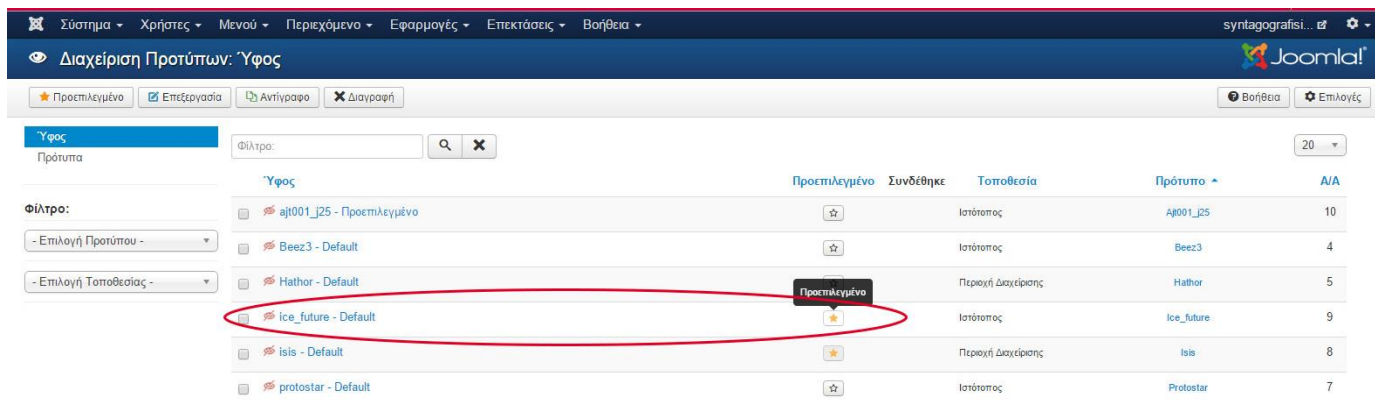 Σύστημα Χρήστες Μενού Περιεχόμενο Εφαρμογές Επεκτάσεις Βοήθεια syntagografisi...
Διαχείριση Προτύπων: Ύφος Joomla!
Προεπιλεγμένο Επεξεργασία Αντίγραφο Διαγραφή Βοήθεια Επιλογές
Ύφος
Πρότυπα
Φίλτρο: 20
Ύφος Προεπιλεγμένο Συνδέθηκε Τοποθεσία Πρότυπο Α/Α
Φίλτρο:
- Επιλογή Προτύπου -
- Επιλογή Τοποθεσίας -
ajt001_j25 - Προεπιλεγμένο Ιστότοπος Ajt001_j25 10
Beez3 - Default Ιστότοπος Beez3 4
Hathor - Default Περιοχή Διαχείρισης Hathor 5
Προεπιλεγμένο
ice_future - Default Ιστότοπος Ice_future 9
isis - Default Περιοχή Διαχείρισης Isis 8
protostar - Default Ιστότοπος Protostar 7